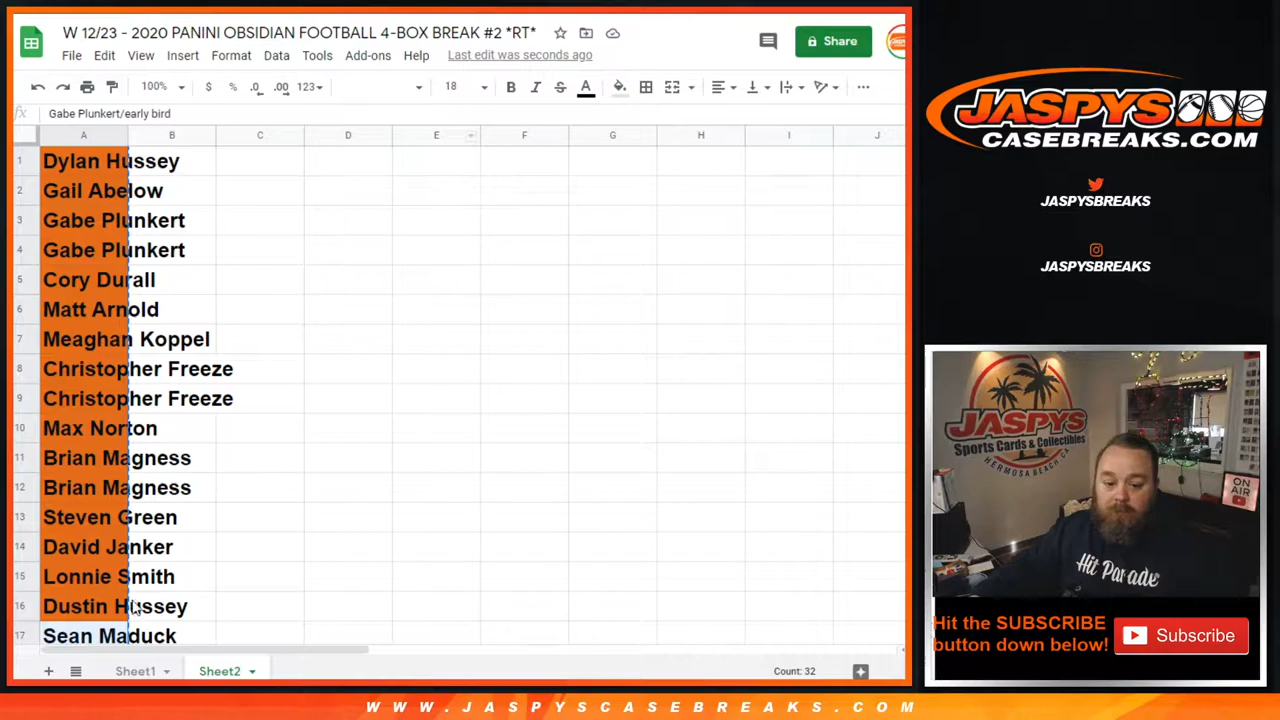 W 12/23 - 2020 PANINI OBSIDIAN FOOTBALL 4-BOX BREAK #2 *RT*
File Edit View Insert Format Data Tools Add-ons Help Last edit was seconds ago
Share
100% $ % .0 .00 123 18 B I S A
fx Gabe Plunkert/early bird
A B C D E F G H I J
1 Dylan Hussey
2 Gail Abelow
3 Gabe Plunkert
4 Gabe Plunkert
5 Cory Durall
6 Matt Arnold
7 Meaghan Koppel
8 Christopher Freeze
9 Christopher Freeze
10 Max Norton
11 Brian Magness
12 Brian Magness
13 Steven Green
14 David Janker
15 Lonnie Smith
16 Dustin Hussey
17 Sean Maduck
Sheet1 Sheet2 Count: 32
JASPYS
CASEBREAKS.COM
JASPYSBREAKS
JASPYSBREAKS
JASPYS
Sports Cards & Collectibles
HERMOSA BEACH, CA
ON
AIR
Hit Parade
Hit the SUBSCRIBE
button down below!
Subscribe
WWW.JASPYSCASEBREAKS.COM